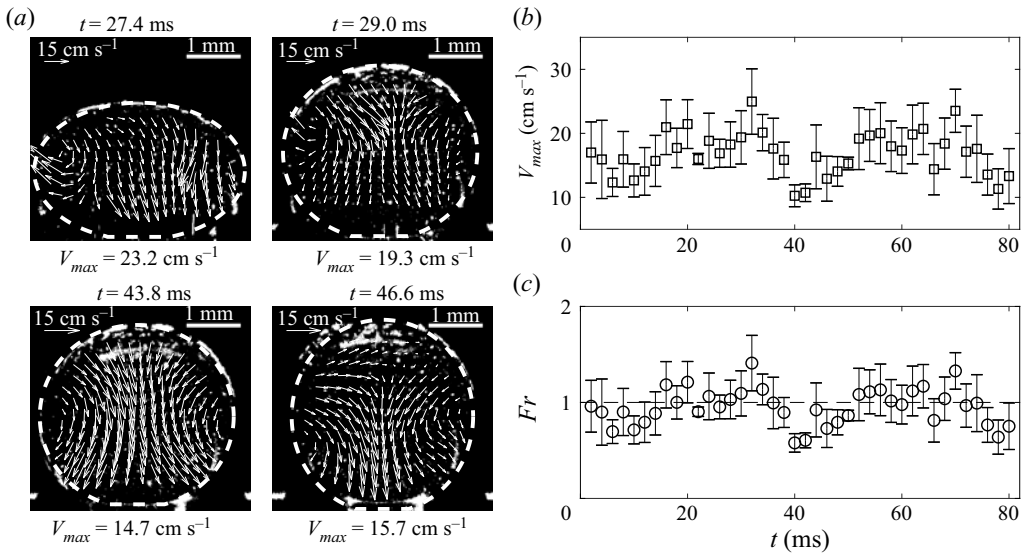 (a)
t = 27.4 ms
15 cm s⁻¹
1 mm
V_max = 23.2 cm s⁻¹
t = 29.0 ms
15 cm s⁻¹
1 mm
V_max = 19.3 cm s⁻¹
t = 43.8 ms
15 cm s⁻¹
1 mm
V_max = 14.7 cm s⁻¹
t = 46.6 ms
15 cm s⁻¹
1 mm
V_max = 15.7 cm s⁻¹
(b)
V_max (cm s⁻¹)
30
20
10
0
20
40
60
80
(c)
Fr
2
1
0
20
40
60
80
t (ms)